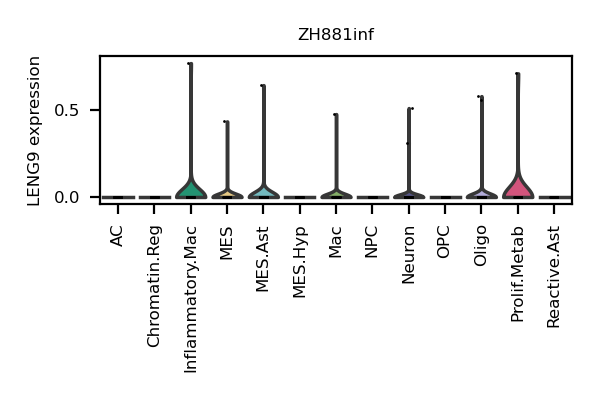 ZH881inf
LENG9 expression
0.5
0.0
AC
Chromatin.Reg
Inflammatory.Mac
MES
MES.Ast
MES.Hyp
Mac
NPC
Neuron
OPC
Oligo
Prolif.Metab
Reactive.Ast